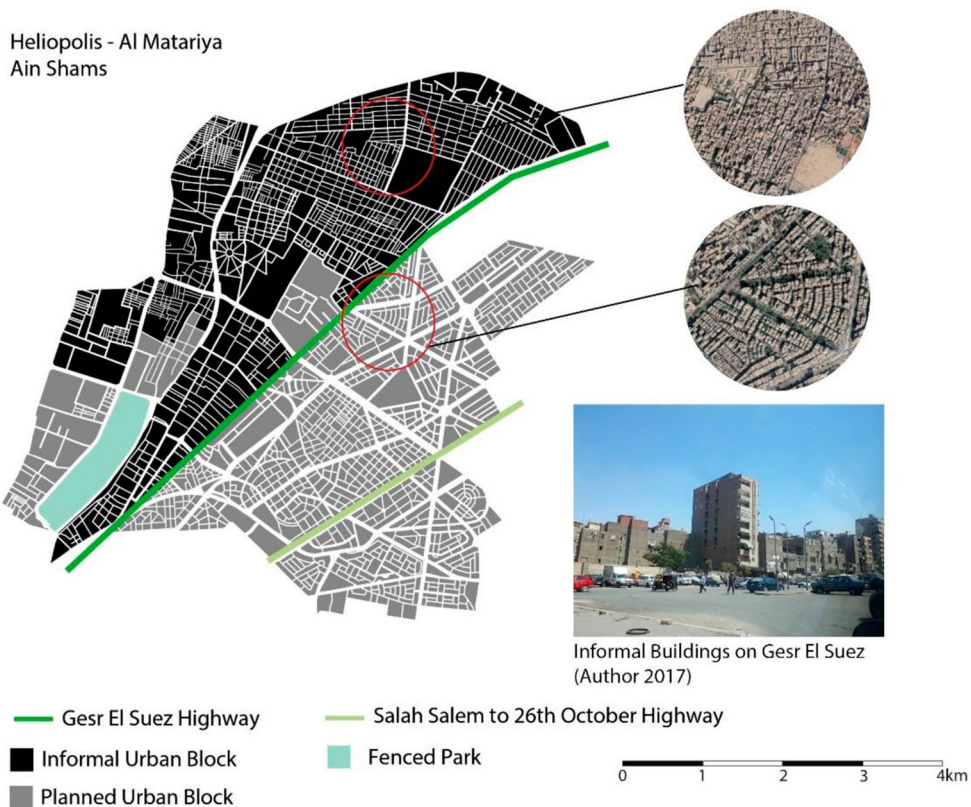 Heliopolis - Al Matariya
Ain Shams
Informal Buildings on Gesr El Suez
(Author 2017)
Gesr El Suez Highway
Salah Salem to 26th October Highway
Informal Urban Block
Fenced Park
Planned Urban Block
0 1 2 3 4km